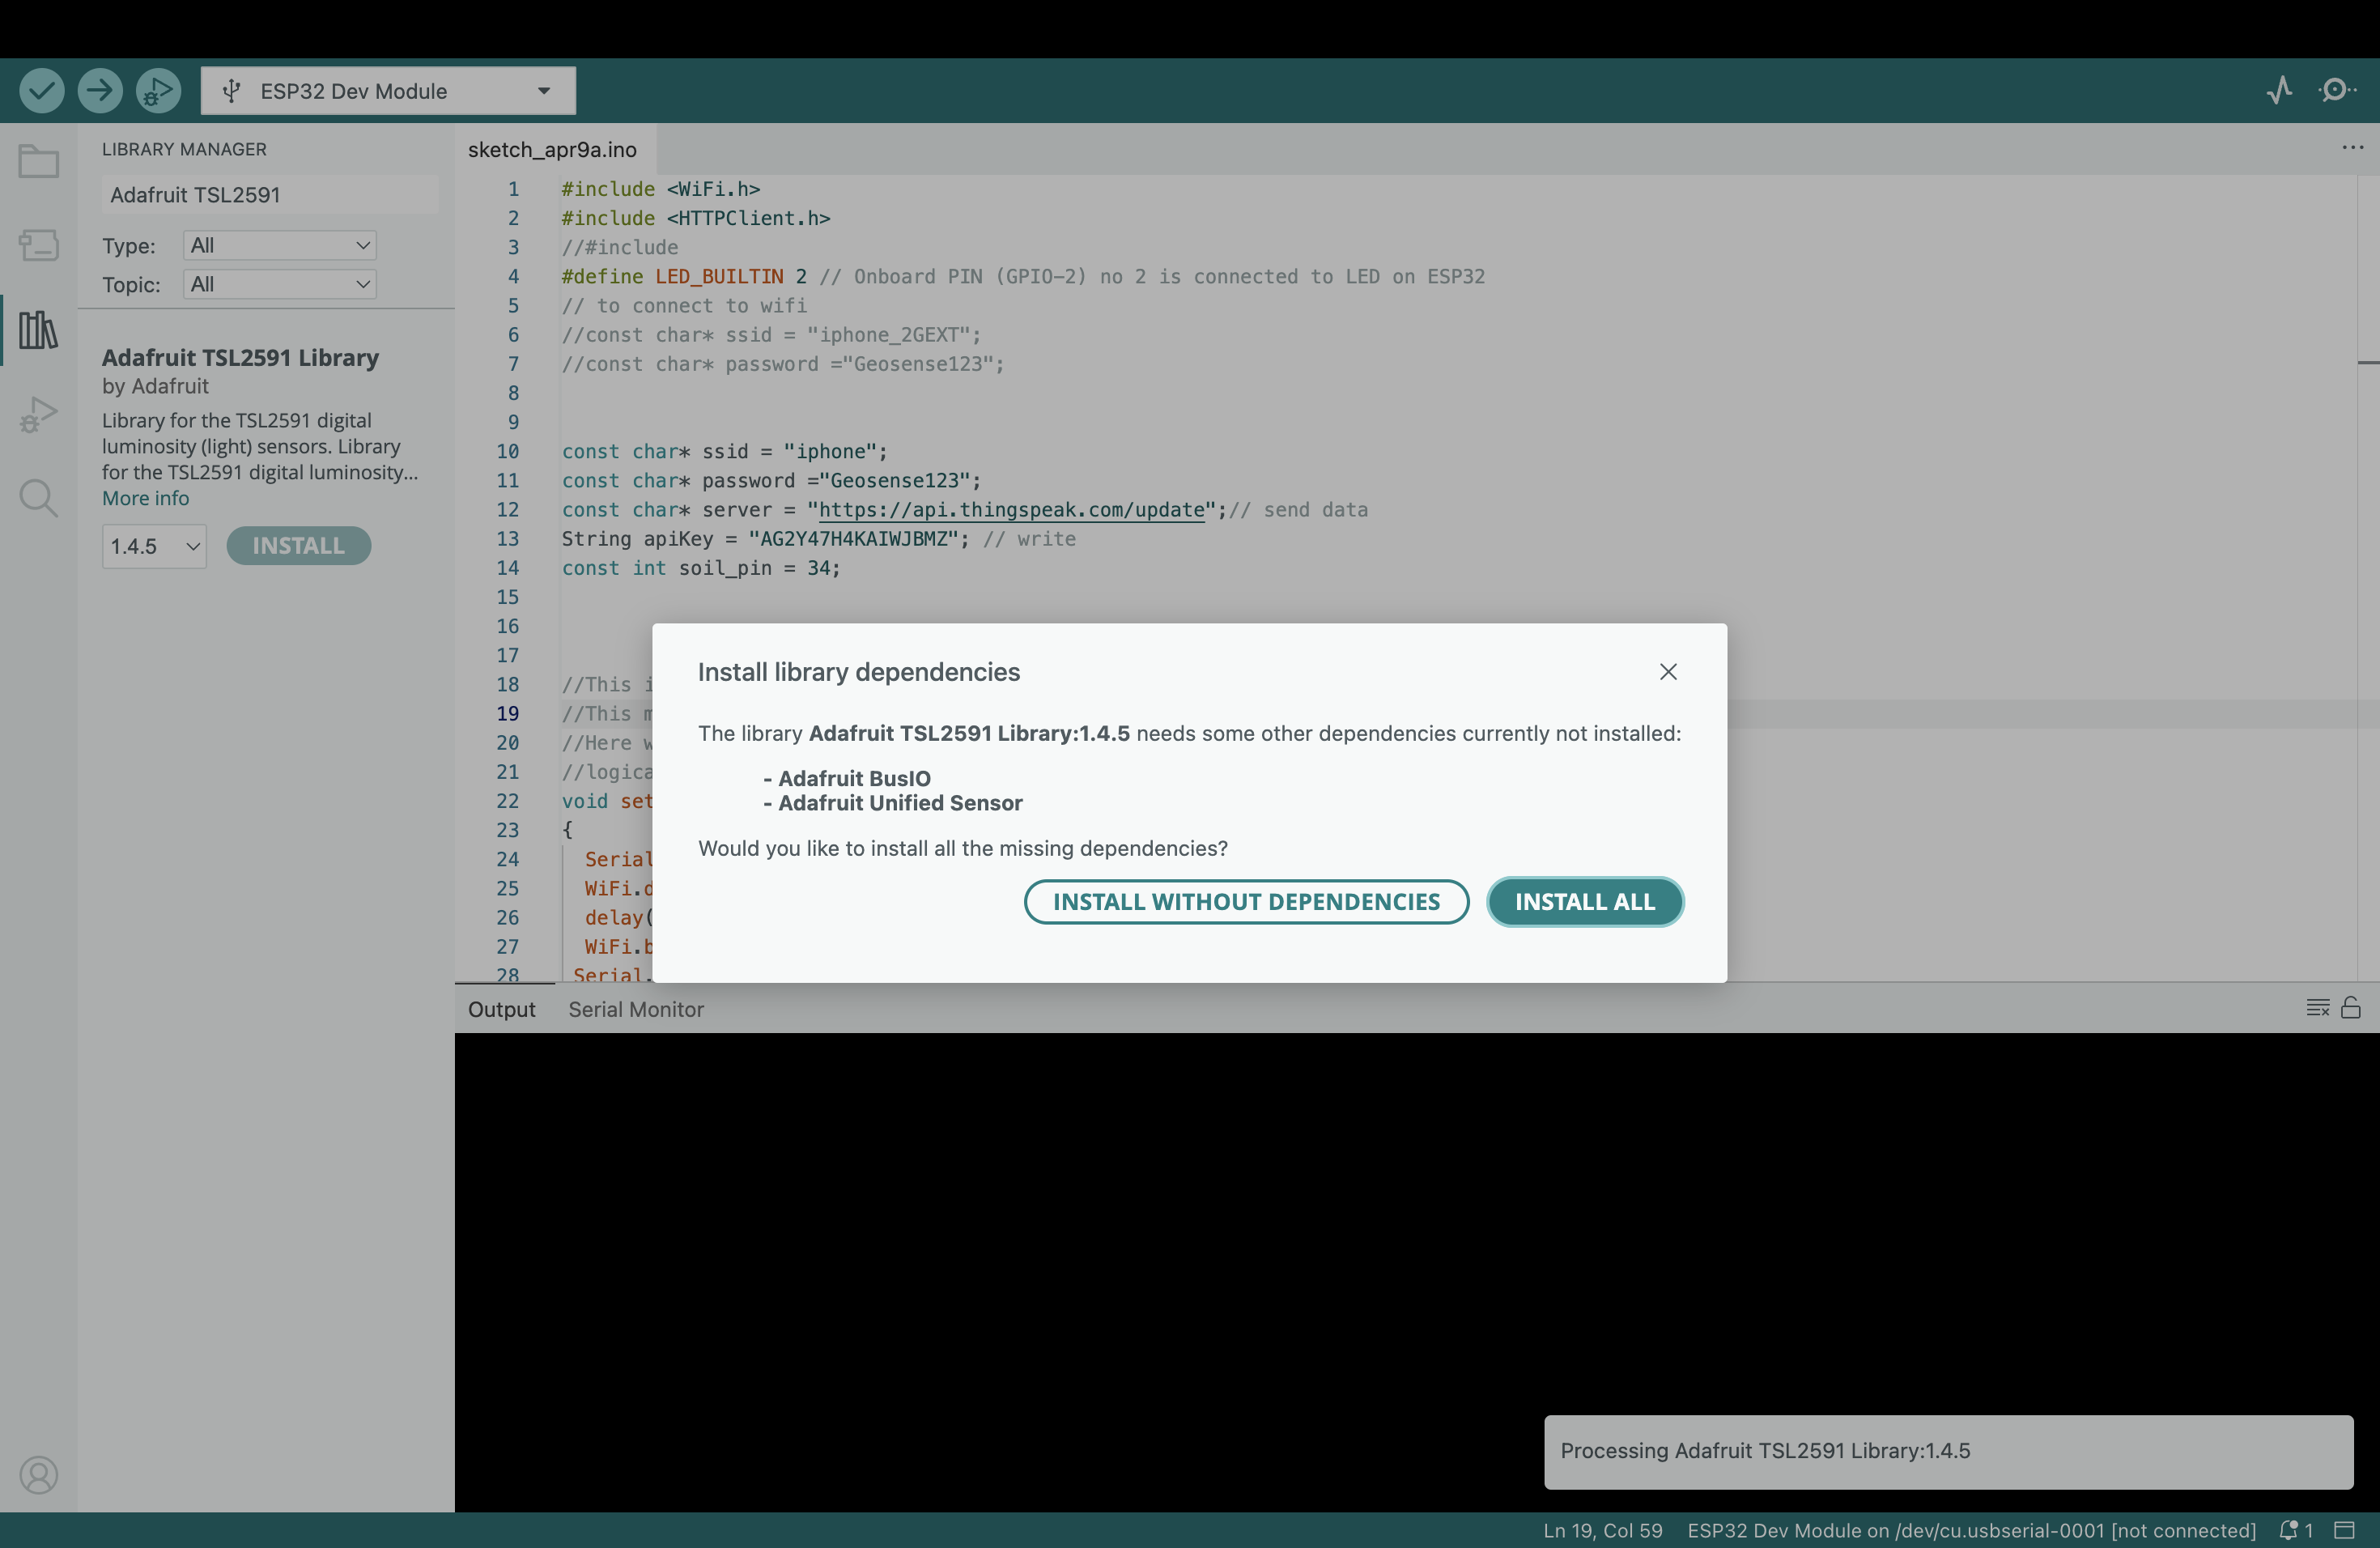 ESP32 Dev Module
LIBRARY MANAGER
Adafruit TSL2591
Type: All
Topic: All
Adafruit TSL2591 Library
by Adafruit
Library for the TSL2591 digital
luminosity (light) sensors. Library
for the TSL2591 digital luminosity...
More info
1.4.5 INSTALL
sketch_apr9a.ino
1 #include <WiFi.h>
2 #include <HTTPClient.h>
3 //#include
4 #define LED_BUILTIN 2 // Onboard PIN (GPIO-2) no 2 is connected to LED on ESP32
5 // to connect to wifi
6 //const char* ssid = "iphone_2GEXT";
7 //const char* password ="Geosense123";
8
9
10 const char* ssid = "iphone";
11 const char* password ="Geosense123";
12 const char* server = "https://api.thingspeak.com/update";// send data
13 String apiKey = "AG2Y47H4KAIWJBMZ"; // write
14 const int soil_pin = 34;
15
16
17
18 //This i
19 //This m
20 //Here w
21 //logica
22 void set
23 {
24 Serial
25 WiFi.d
26 delay(
27 WiFi.b
28 Serial.
Install library dependencies
The library Adafruit TSL2591 Library:1.4.5 needs some other dependencies currently not installed:
- Adafruit BusIO
- Adafruit Unified Sensor
Would you like to install all the missing dependencies?
INSTALL WITHOUT DEPENDENCIES INSTALL ALL
Output Serial Monitor
Processing Adafruit TSL2591 Library:1.4.5
Ln 19, Col 59 ESP32 Dev Module on /dev/cu.usbserial-0001 [not connected] 1